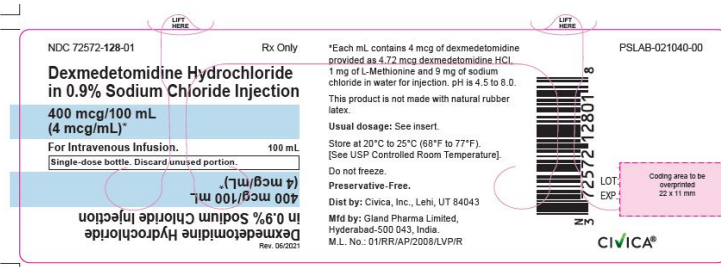 LIFT
HERE
LIFT
HERE
NDC 72572-128-01 Rx Only
Dexmedetomidine Hydrochloride
in 0.9% Sodium Chloride Injection
400 mcg/100 mL
(4 mcg/mL)*
For Intravenous Infusion. 100 mL
Single-dose bottle. Discard unused portion.
400 mcg/100 mL
(4 mcg/mL)*
Dexmedetomidine Hydrochloride
in 0.9% Sodium Chloride Injection
Rev. 06/2021
*Each mL contains 4 mcg of dexmedetomidine
provided as 4.72 mcg dexmedetomidine HCl,
1 mg of L-Methionine and 9 mg of sodium
chloride in water for injection. pH is 4.5 to 8.0.
This product is not made with natural rubber
latex.
Usual dosage: See insert.
Store at 20°C to 25°C (68°F to 77°F).
[See USP Controlled Room Temperature].
Do not freeze.
Preservative-Free.
Dist by: Civica, Inc., Lehi, UT 84043
Mfd by: Gland Pharma Limited,
Hyderabad-500 043, India.
M.L. No.: 01/RR/AP/2008/LVP/R
N
3 72572 12801 8
PSLAB-021040-00
LOT
EXP
Coding area to be
overprinted
22 x 11 mm
CIVICA®